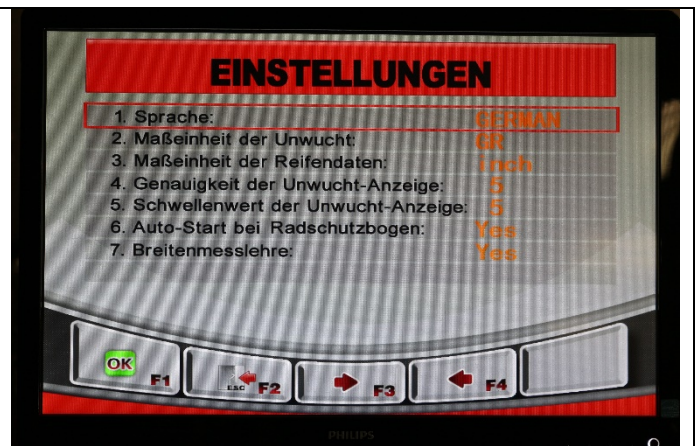 EINSTELLUNGEN
1. Sprache: GERMAN
2. Maßeinheit der Unwucht: GR
3. Maßeinheit der Reifendaten: inch
4. Genauigkeit der Unwucht-Anzeige: 5
5. Schwellenwert der Unwucht-Anzeige: 5
6. Auto-Start bei Radschutzbogen: Yes
7. Breitenmesslehre: Yes
OK F1 ESC F2 F3 F4
PHILIPS